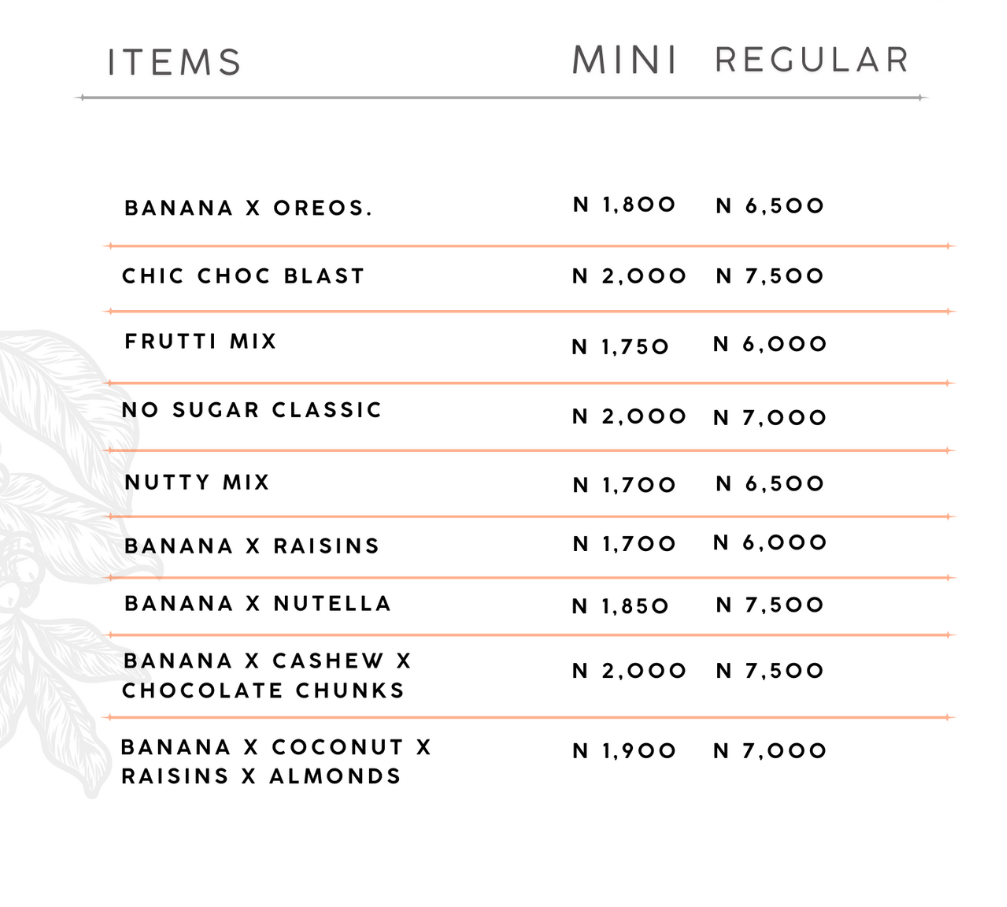 ITEMS MINI REGULAR
BANANA X OREOS. N 1,800 N 6,500
CHIC CHOC BLAST N 2,000 N 7,500
FRUTTI MIX N 1,750 N 6,000
NO SUGAR CLASSIC N 2,000 N 7,000
NUTTY MIX N 1,700 N 6,500
BANANA X RAISINS N 1,700 N 6,000
BANANA X NUTELLA N 1,850 N 7,500
BANANA X CASHEW X
CHOCOLATE CHUNKS N 2,000 N 7,500
BANANA X COCONUT X
RAISINS X ALMONDS N 1,900 N 7,000